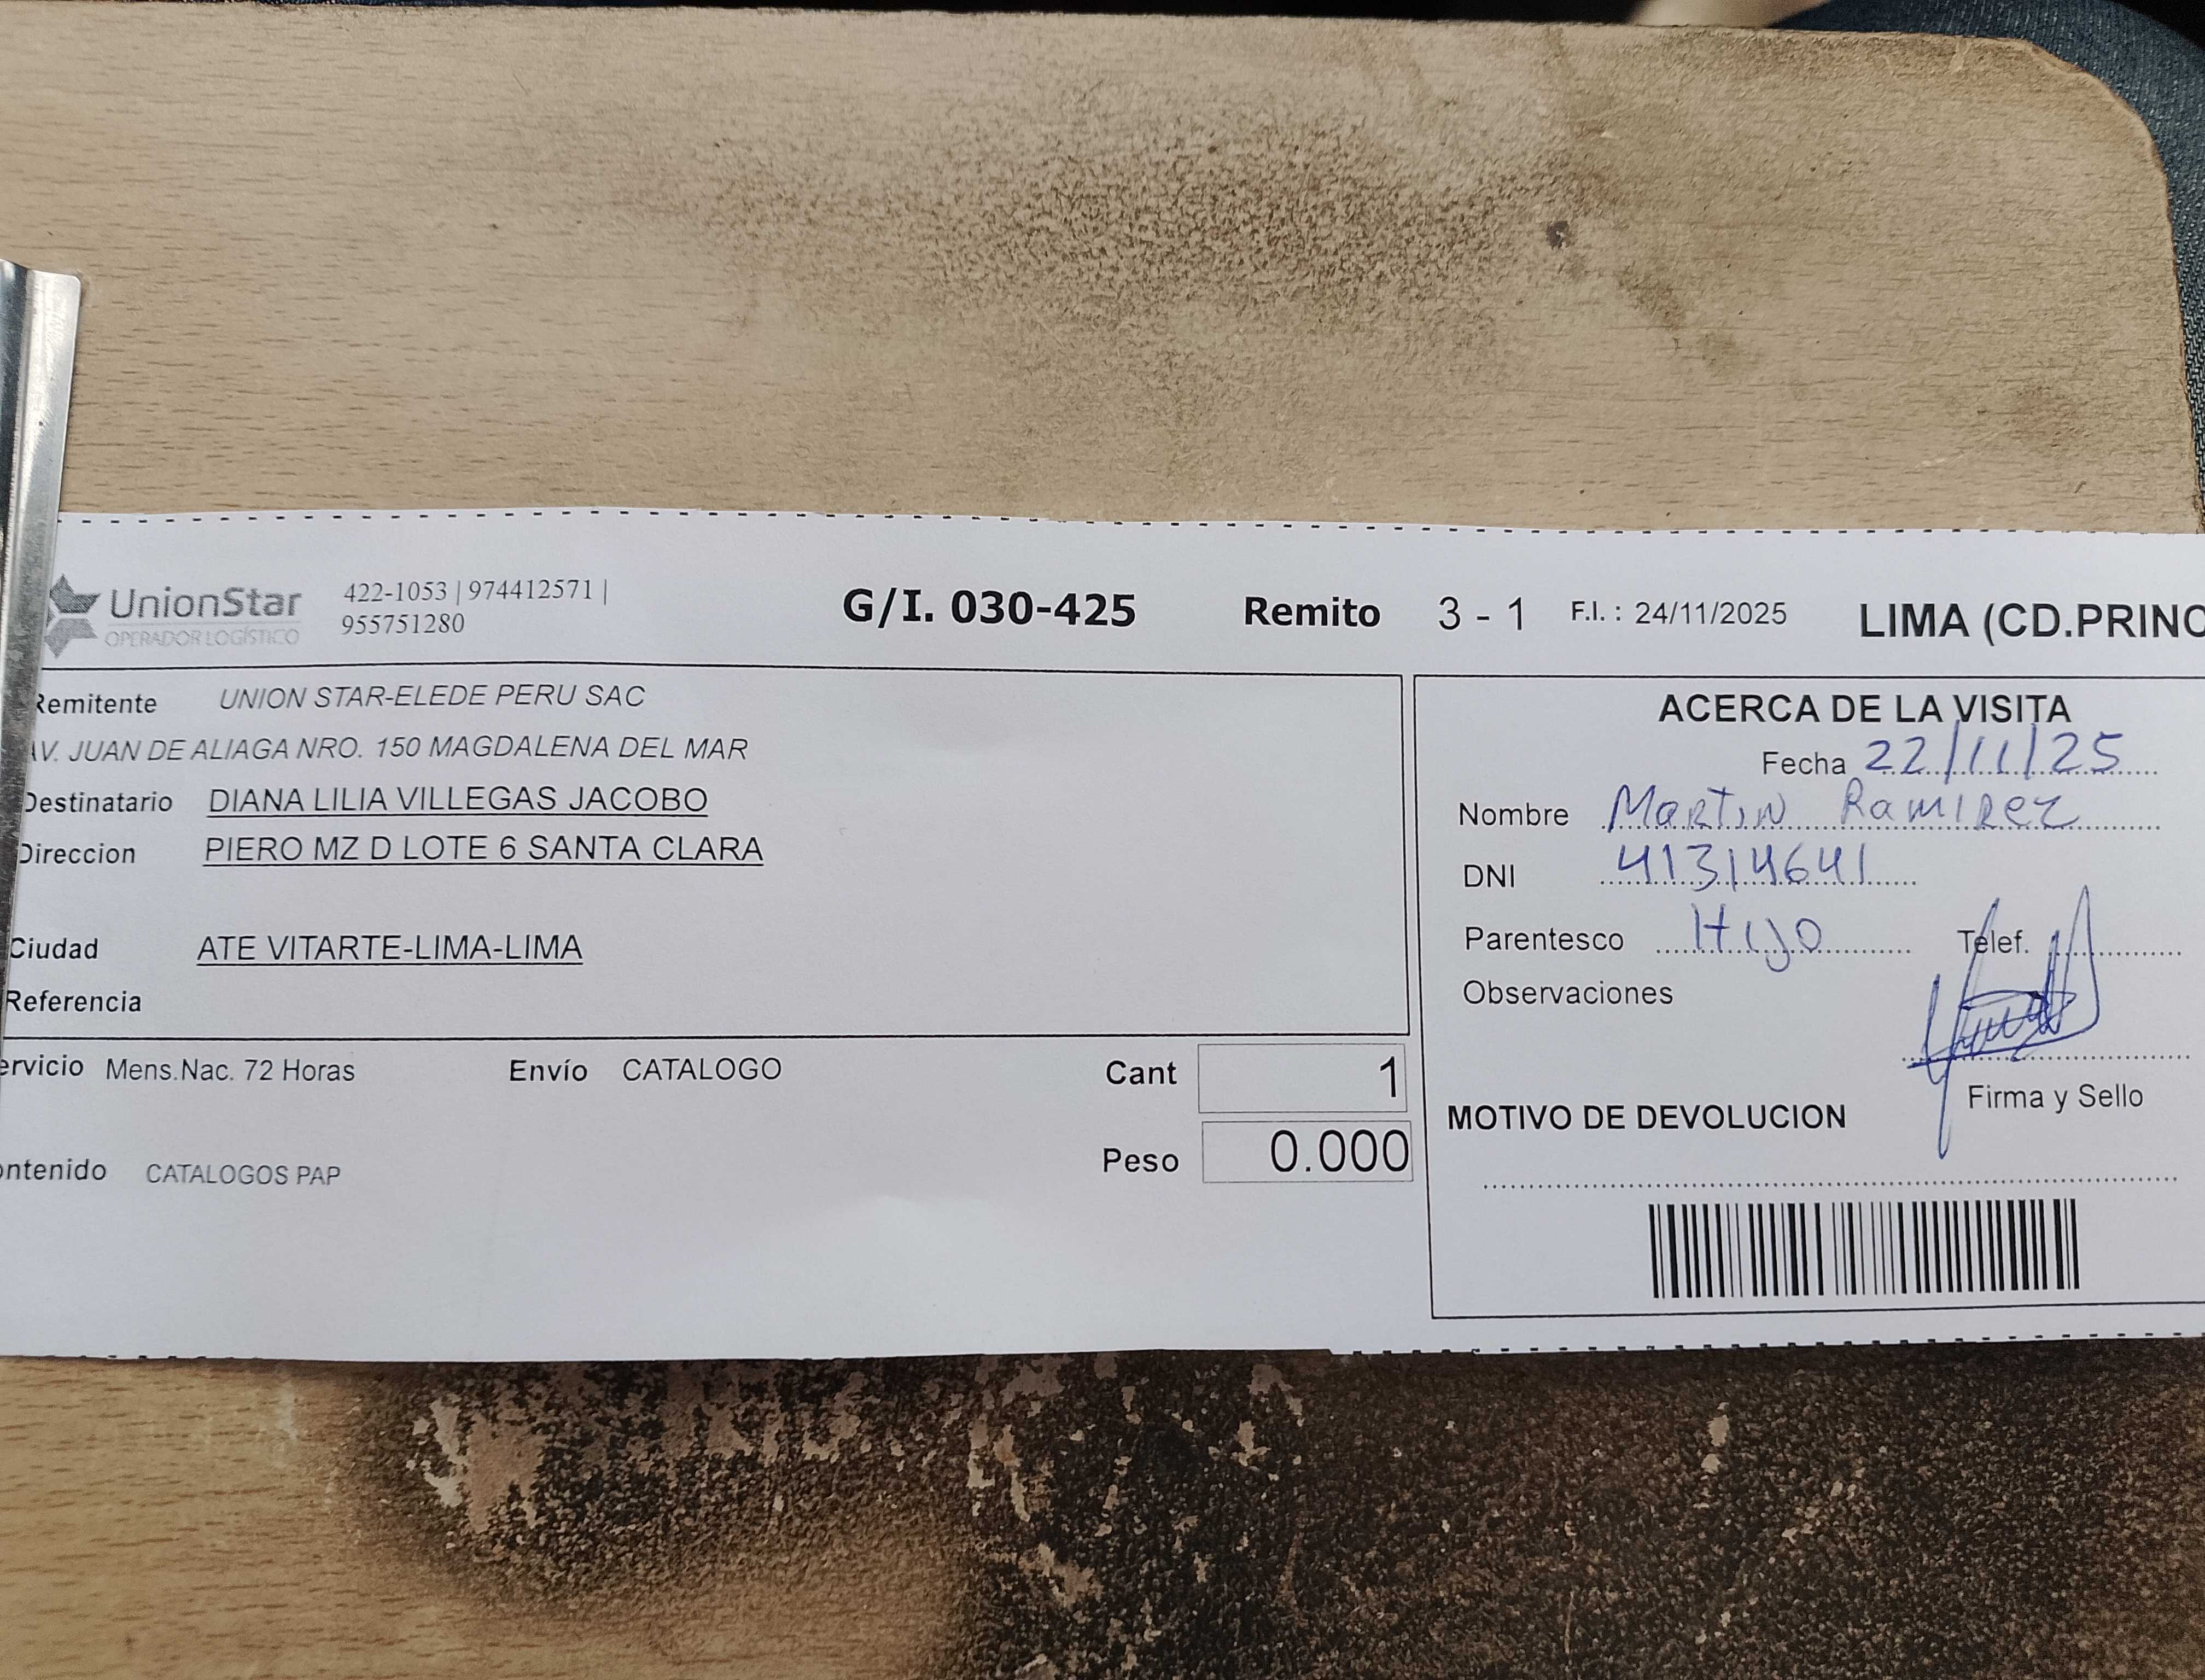 UnionStar
OPERADOR LOGÍSTICO
422-1053 | 974412571 |
955751280
G/I. 030-425 Remito 3 - 1 F.I. : 24/11/2025 LIMA (CD.PRINC
Remitente UNION STAR-ELEDE PERU SAC
AV. JUAN DE ALIAGA NRO. 150 MAGDALENA DEL MAR
Destinatario DIANA LILIA VILLEGAS JACOBO
Direccion PIERO MZ D LOTE 6 SANTA CLARA
Ciudad ATE VITARTE-LIMA-LIMA
Referencia
ervicio Mens.Nac. 72 Horas Envío CATALOGO Cant 1
Peso 0.000
ontenido CATALOGOS PAP
ACERCA DE LA VISITA
Fecha 22/11/25
Nombre Martin Ramirez
DNI 41314641
Parentesco Hijo Telef.
Observaciones
Firma y Sello
MOTIVO DE DEVOLUCION